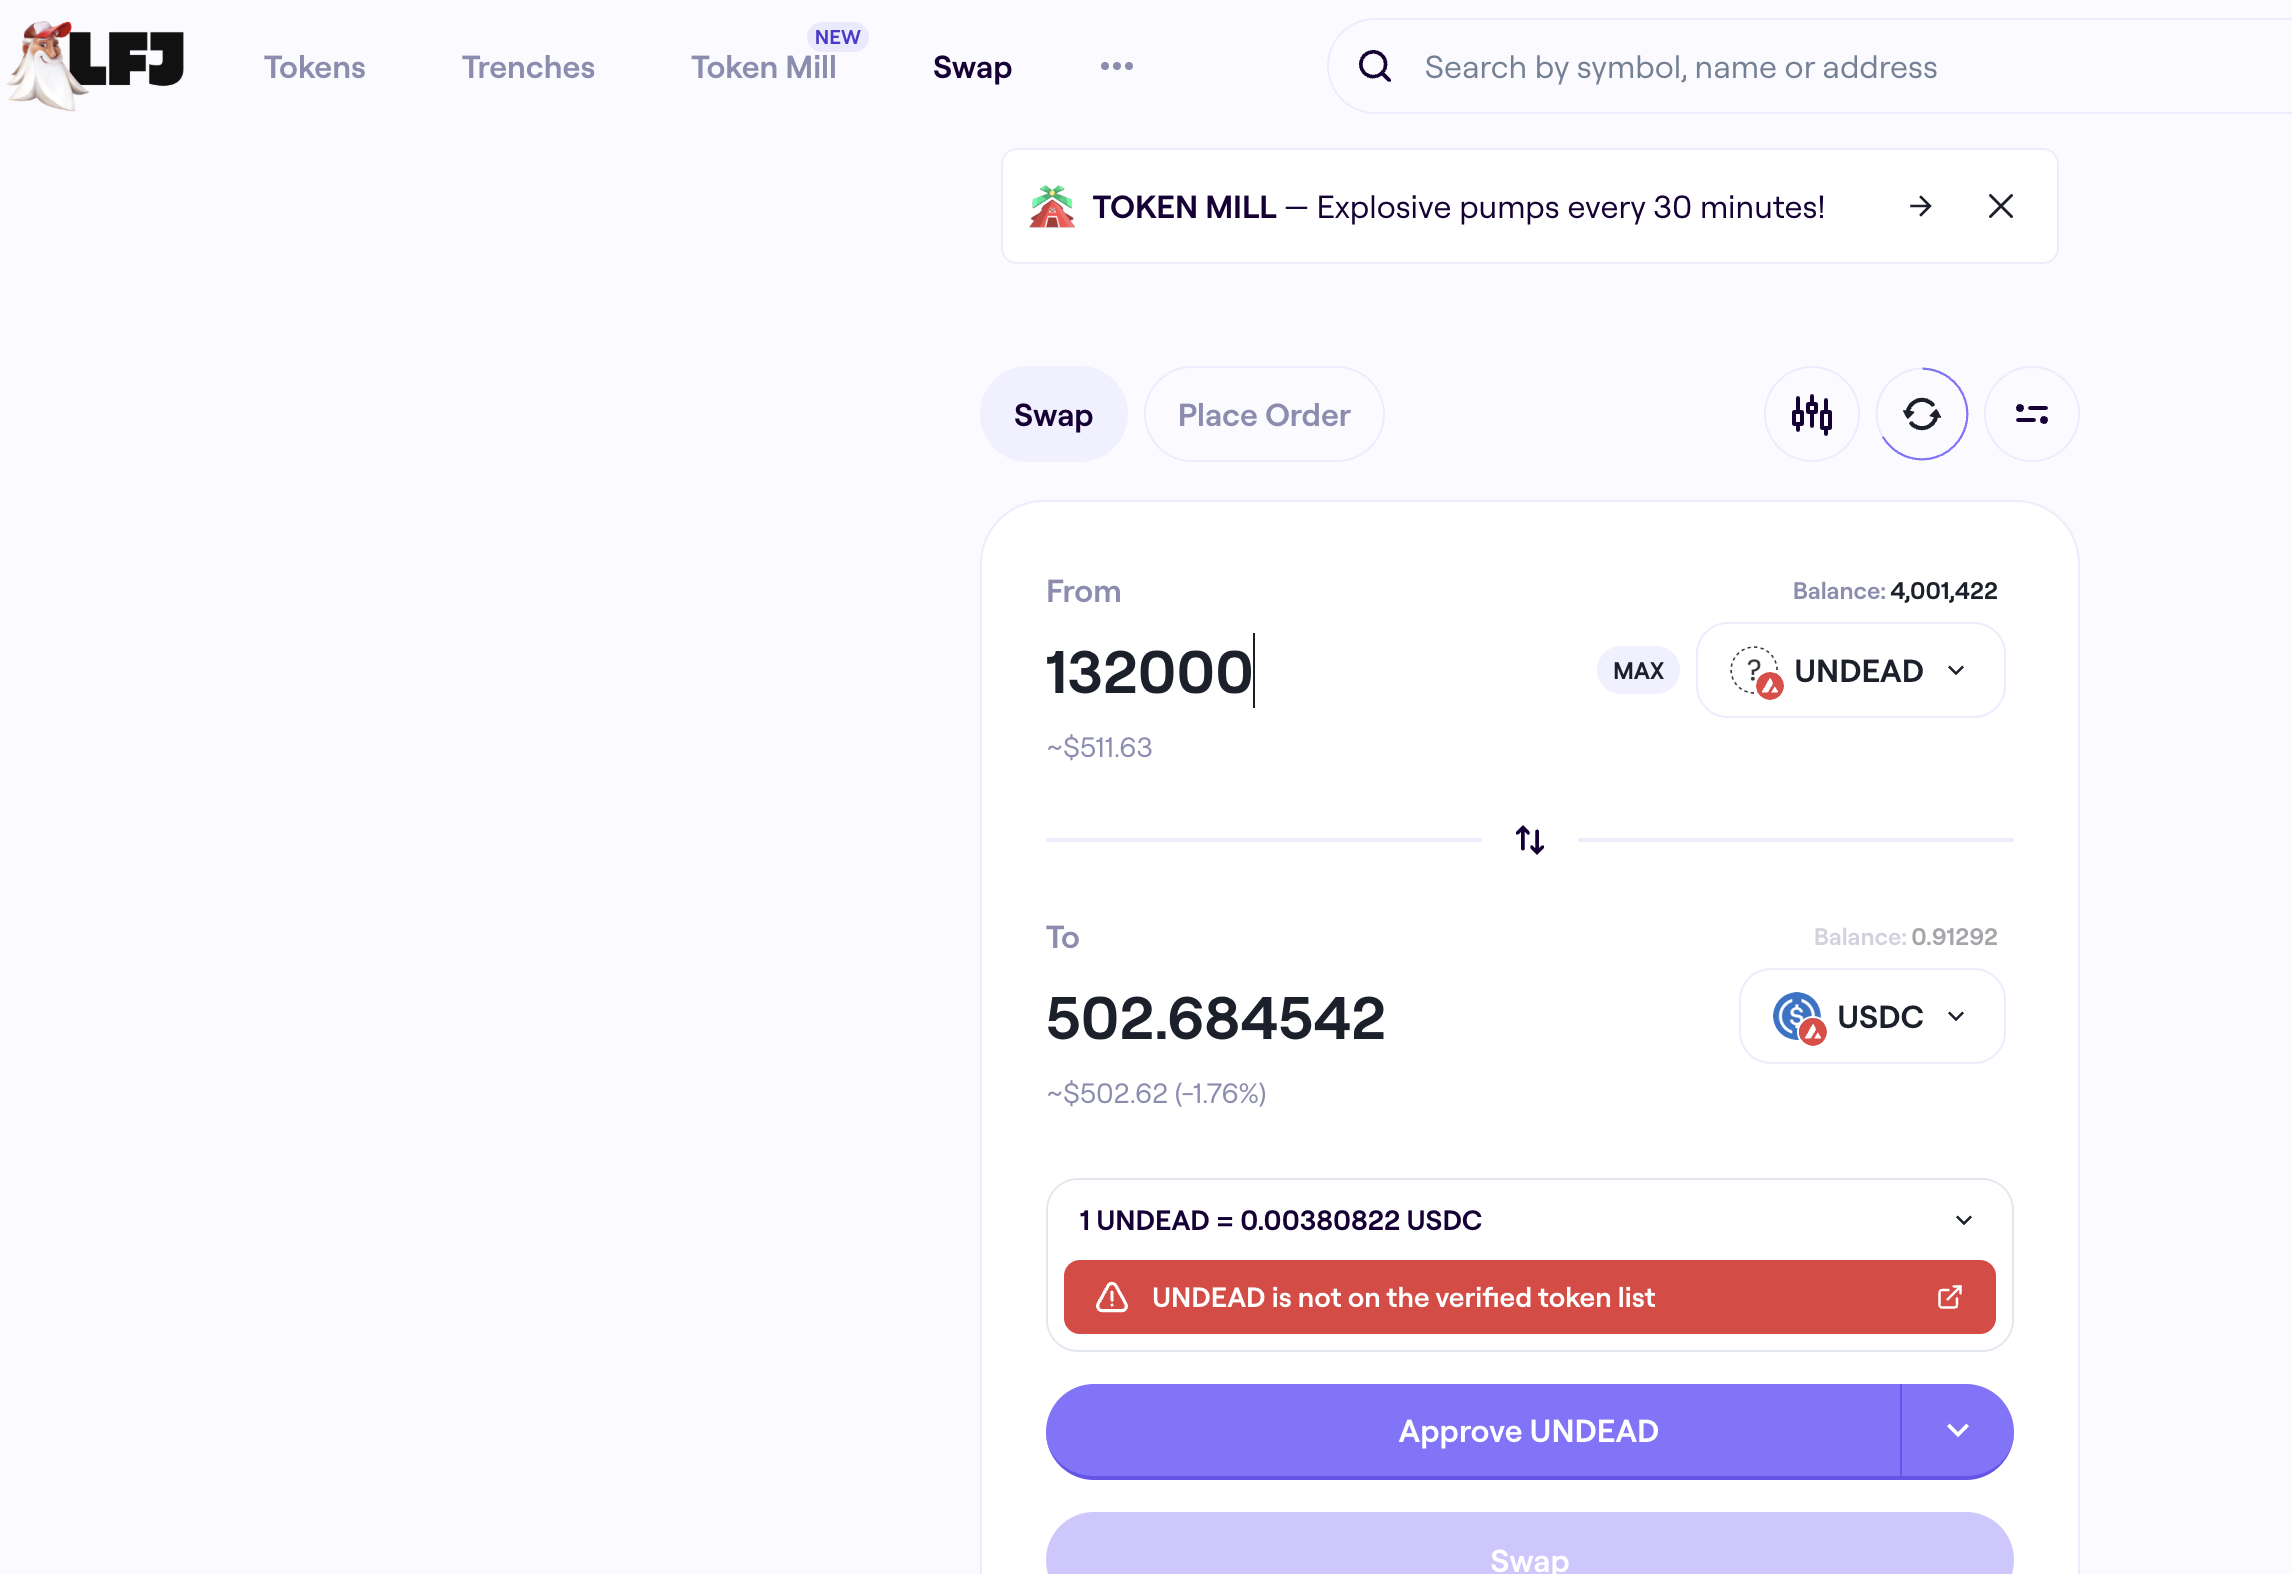 LFJ
Tokens
Trenches
Token Mill
NEW
Swap
Search by symbol, name or address
TOKEN MILL — Explosive pumps every 30 minutes!
Swap
Place Order
From
Balance: 4,001,422
132000
MAX
UNDEAD
~$511.63
To
Balance: 0.91292
502.684542
USDC
~$502.62 (-1.76%)
1 UNDEAD = 0.00380822 USDC
UNDEAD is not on the verified token list
Approve UNDEAD
Swap